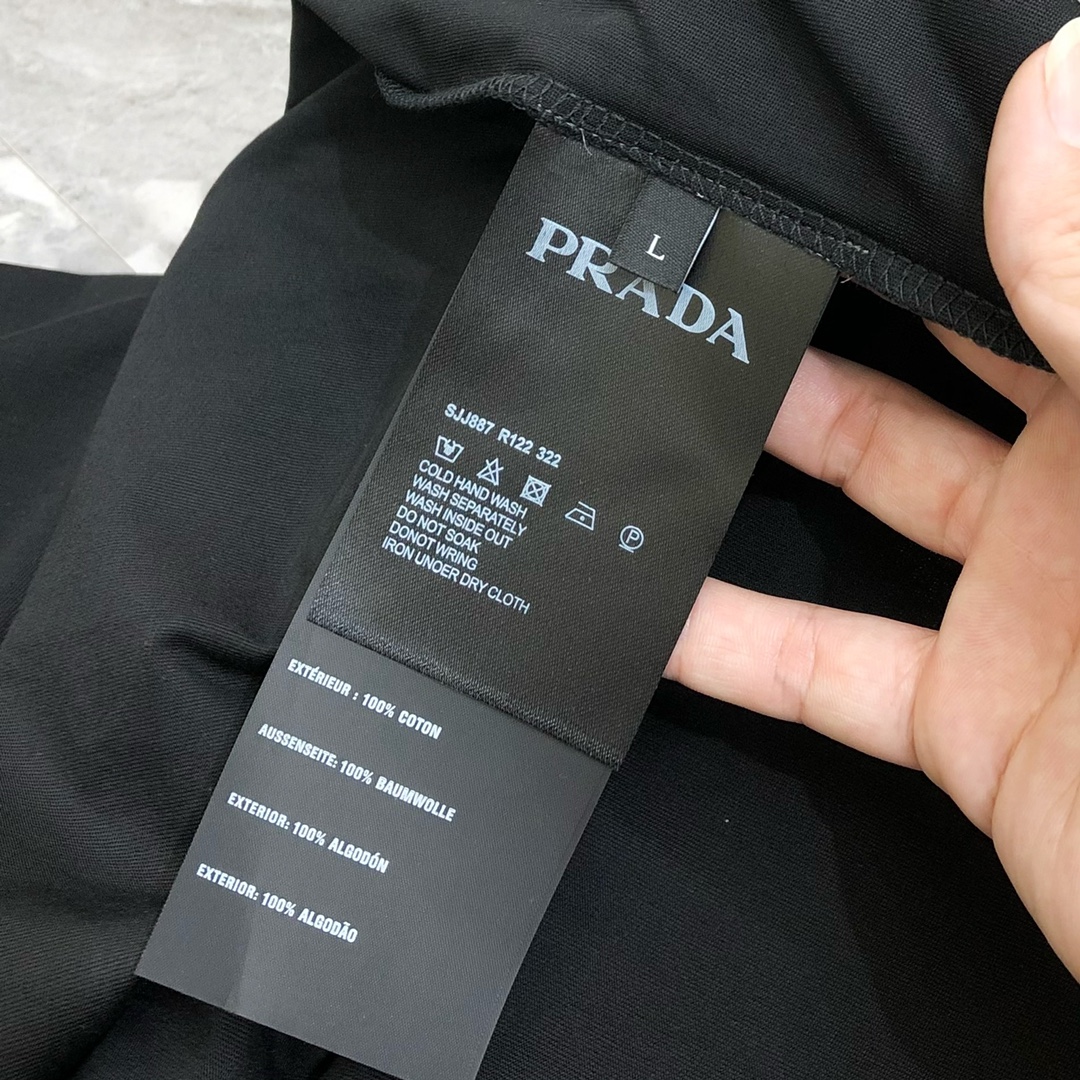 L
PRADA
SJJ887 R122 322
P
COLD HAND WASH
WASH SEPARATELY
WASH INSIDE OUT
DO NOT SOAK
DONOT WRING
IRON UNOER DRY CLOTH
EXTÉRIEUR : 100% COTON
AUSSENSEITE: 100% BAUMWOLLE
EXTERIOR: 100% ALGODÓN
EXTERIOR: 100% ALGODÃO